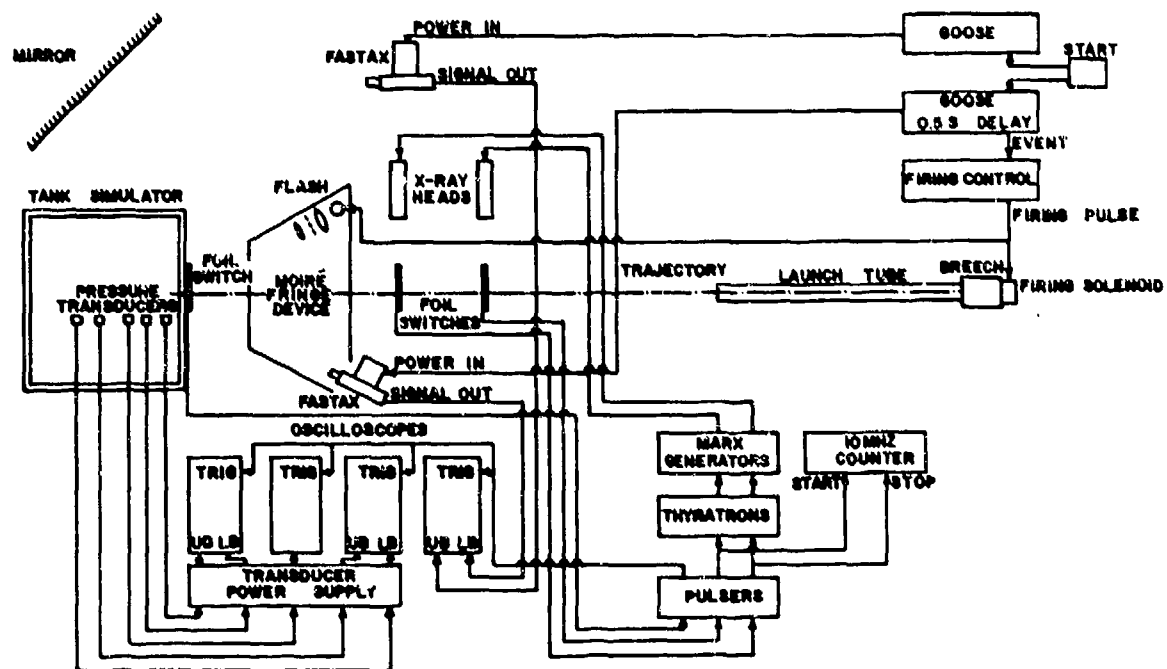 MIRROR
POWER IN
FASTAX
SIGNAL OUT
GOOSE
START
GOOSE
0.5 S DELAY
EVENT
FIRING CONTROL
FIRING PULSE
X-RAY
HEADS
FLASH
TANK SIMULATOR
FOIL
SWITCH
PRESSURE
TRANSDUCERS
MOIRÉ
FRINGE
DEVICE
FOIL
SWITCHES
TRAJECTORY
LAUNCH TUBE
BREECH
FIRING SOLENOID
POWER IN
SIGNAL OUT
FASTAX
OSCILLOSCOPES
TRIG
TRIG
TRIG
TRIG
UB LB
UB LB
UB LB
TRANSDUCER
POWER SUPPLY
MARX
GENERATORS
10 MHZ
COUNTER
START
STOP
THYRATRONS
PULSERS